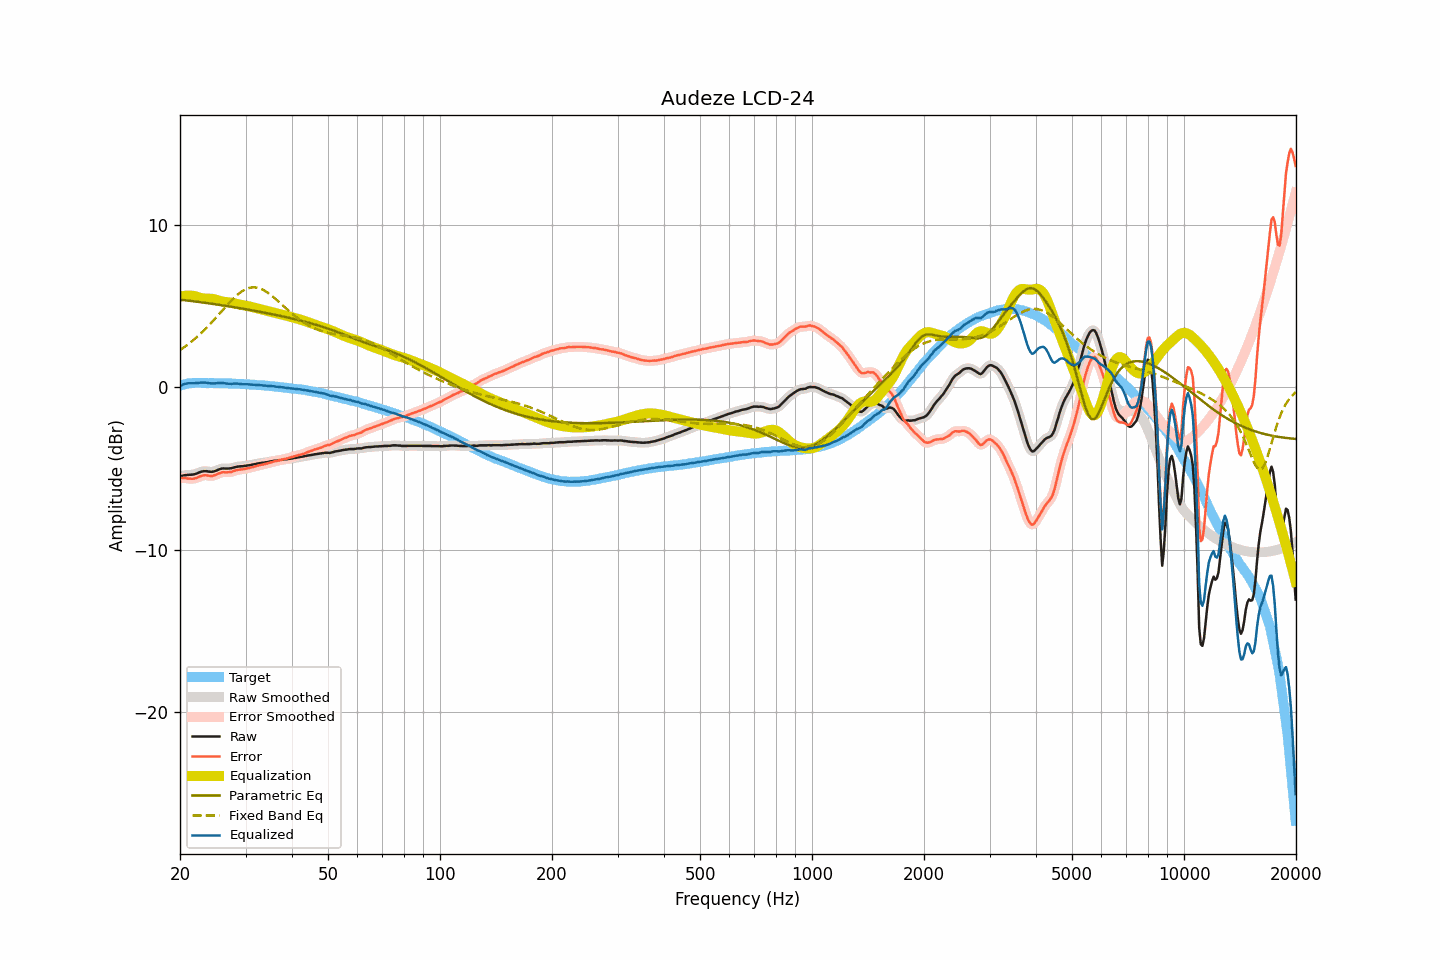 Audeze LCD-24
Amplitude (dBr)
10
0
−10
−20
Target
Raw Smoothed
Error Smoothed
Raw
Error
Equalization
Parametric Eq
Fixed Band Eq
Equalized
20 50 100 200 500 1000 2000 5000 10000 20000
Frequency (Hz)